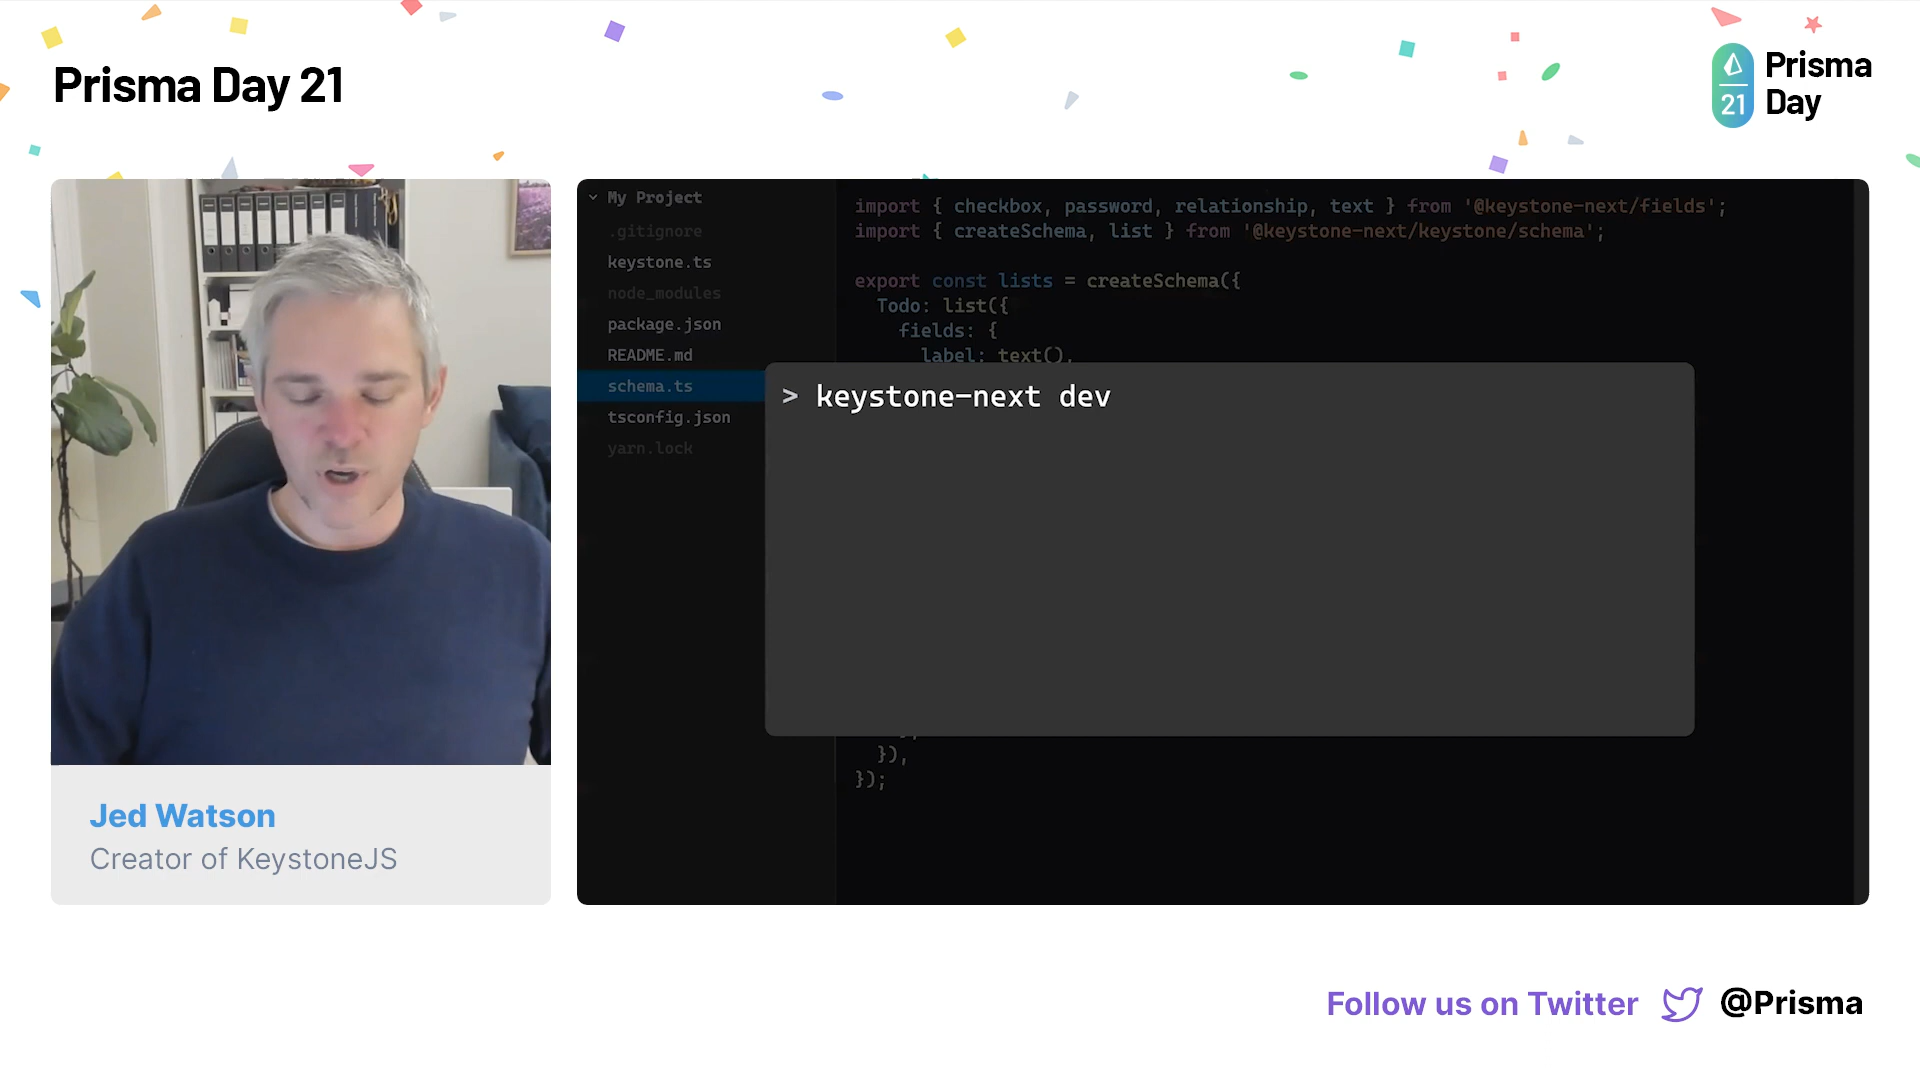 Prisma Day 21
21
Prisma
Day
My Project
.gitignore
keystone.ts
node_modules
package.json
README.md
schema.ts
tsconfig.json
yarn.lock
import { checkbox, password, relationship, text } from '@keystone-next/fields';
import { createSchema, list } from '@keystone-next/keystone/schema';
export const lists = createSchema({
Todo: list({
fields: {
label: text(),
> keystone-next dev
}),
});
Jed Watson
Creator of KeystoneJS
Follow us on Twitter @Prisma